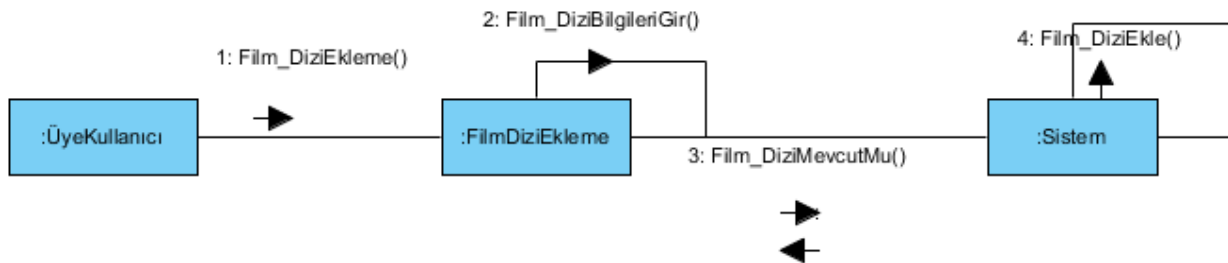 2: Film_DiziBilgileriGir()
4: Film_DiziEkle()
1: Film_DiziEkleme()
:ÜyeKullanıcı
:FilmDiziEkleme
:Sistem
3: Film_DiziMevcutMu()